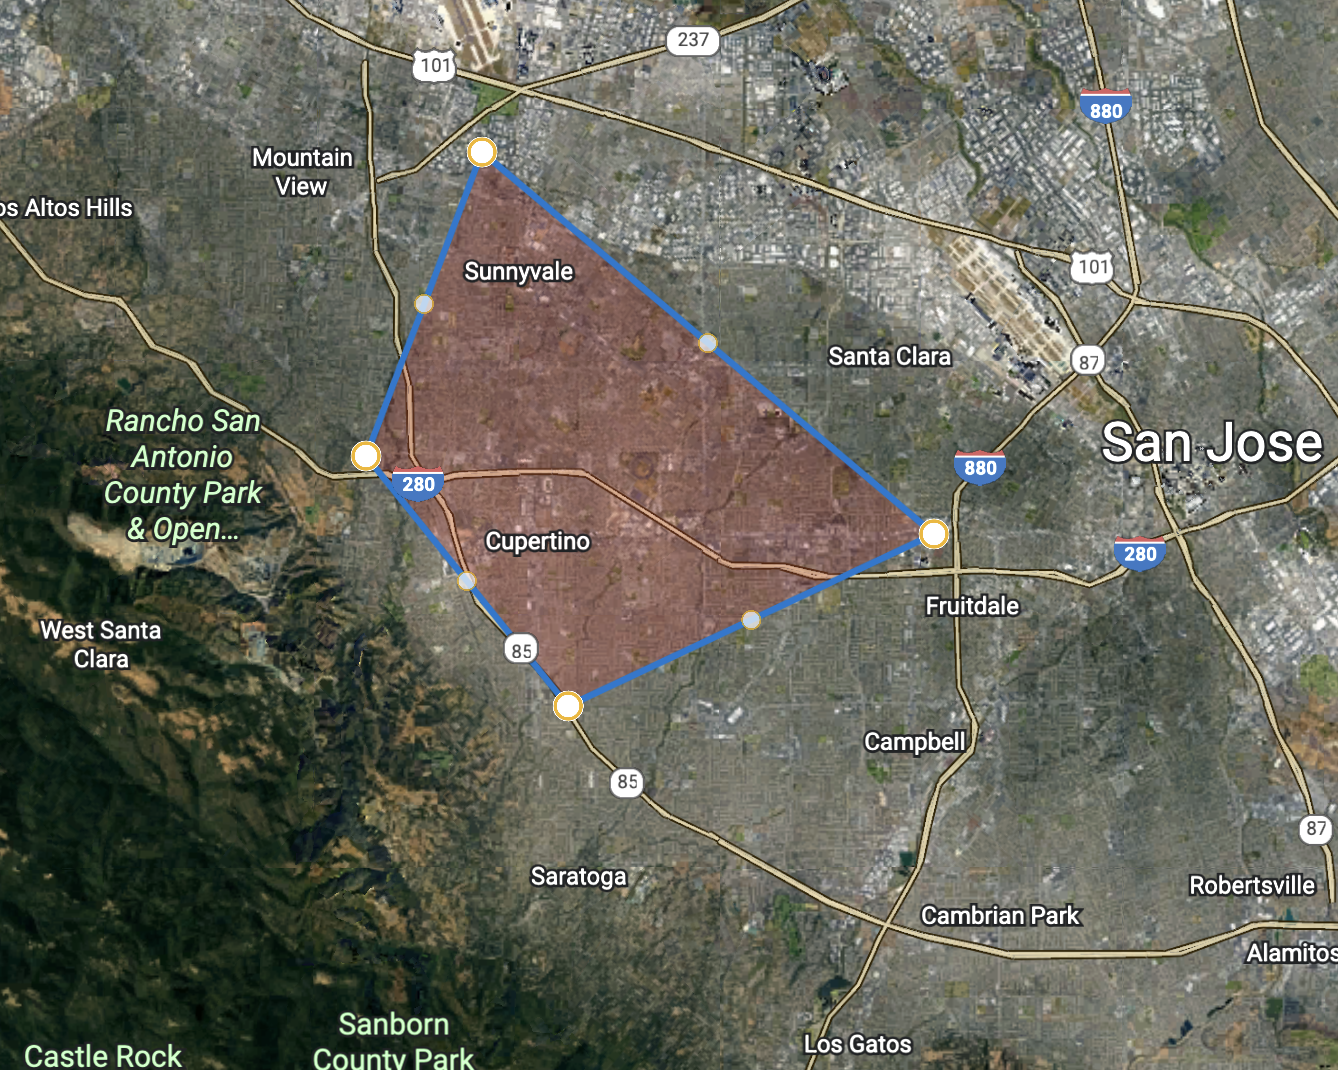 237
101
880
Mountain
View
os Altos Hills
Sunnyvale
101
Santa Clara
87
Rancho San
Antonio
County Park
& Open...
San Jose
880
280
Cupertino
280
Fruitdale
West Santa
Clara
85
Campbell
85
87
Saratoga
Robertsville
Cambrian Park
Alamitos
Sanborn
County Park
Castle Rock
Los Gatos